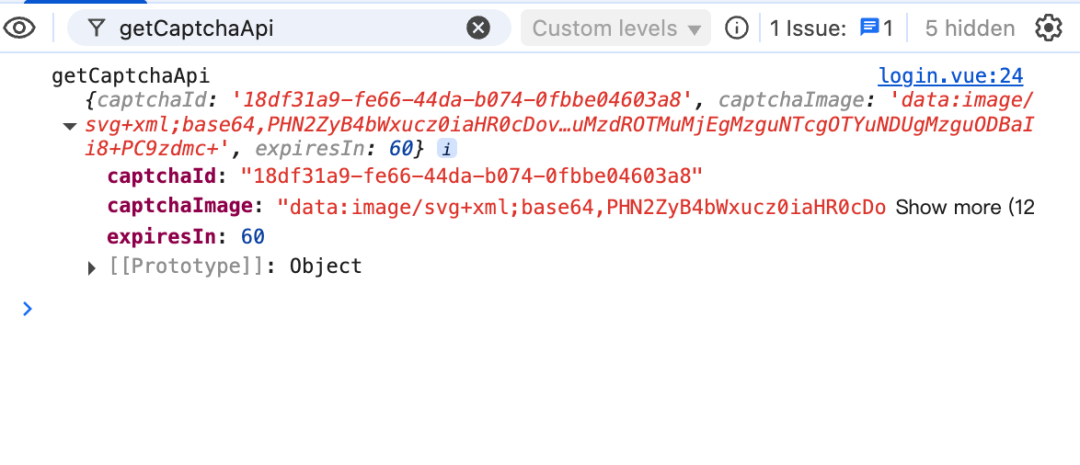 getCaptchaApi
Custom levels
1 Issue:
1
5 hidden
getCaptchaApi
login.vue:24
{captchaId: '18df31a9-fe66-44da-b074-0fbbe04603a8', captchaImage: 'data:image/
svg+xml;base64,PHN2ZyB4bWxucz0iaHR0cDov…uMzdROTMuMjEgMzguNTcgOTYuNDUgMzguODBaI
i8+PC9zdmc+', expiresIn: 60} i
captchaId: "18df31a9-fe66-44da-b074-0fbbe04603a8"
captchaImage: "data:image/svg+xml;base64,PHN2ZyB4bWxucz0iaHR0cDo Show more (12
expiresIn: 60
[[Prototype]]: Object